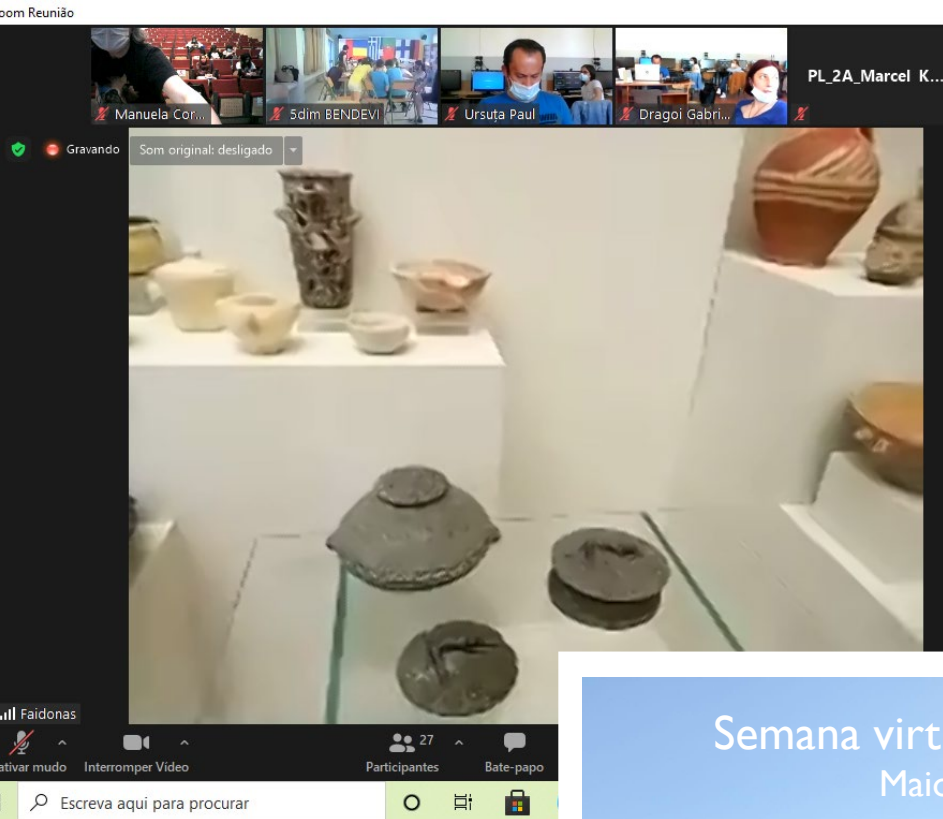 oom Reunião
Manuela Cor...
5dim BENDEVI
Ursuţa Paul
Dragoi Gabri...
PL_2A_Marcel K...
Gravando
Som original: desligado
Faidonas
ativar mudo
Interromper Vídeo
27
Participantes
Bate-papo
Escreva aqui para procurar
Semana virt
Maio